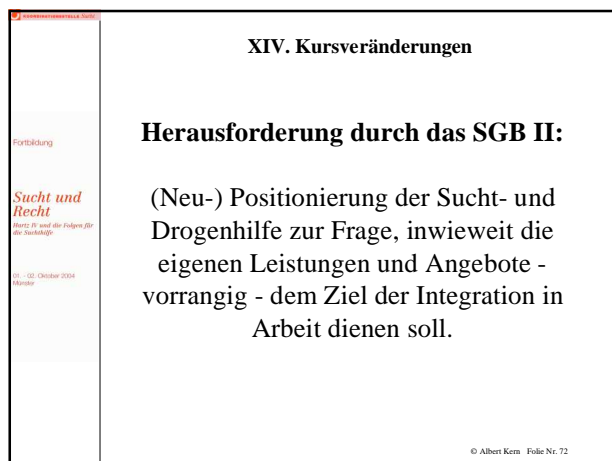 KOORDINATIONSSTELLE Sucht
XIV. Kursveränderungen
Herausforderung durch das SGB II:
Fortbildung
Sucht und
Recht
Hartz IV und die Folgen für
die Suchthilfe
01. - 02. Oktober 2004
Münster
(Neu-) Positionierung der Sucht- und
Drogenhilfe zur Frage, inwieweit die
eigenen Leistungen und Angebote -
vorrangig - dem Ziel der Integration in
Arbeit dienen soll.
© Albert Kern Folie Nr. 72